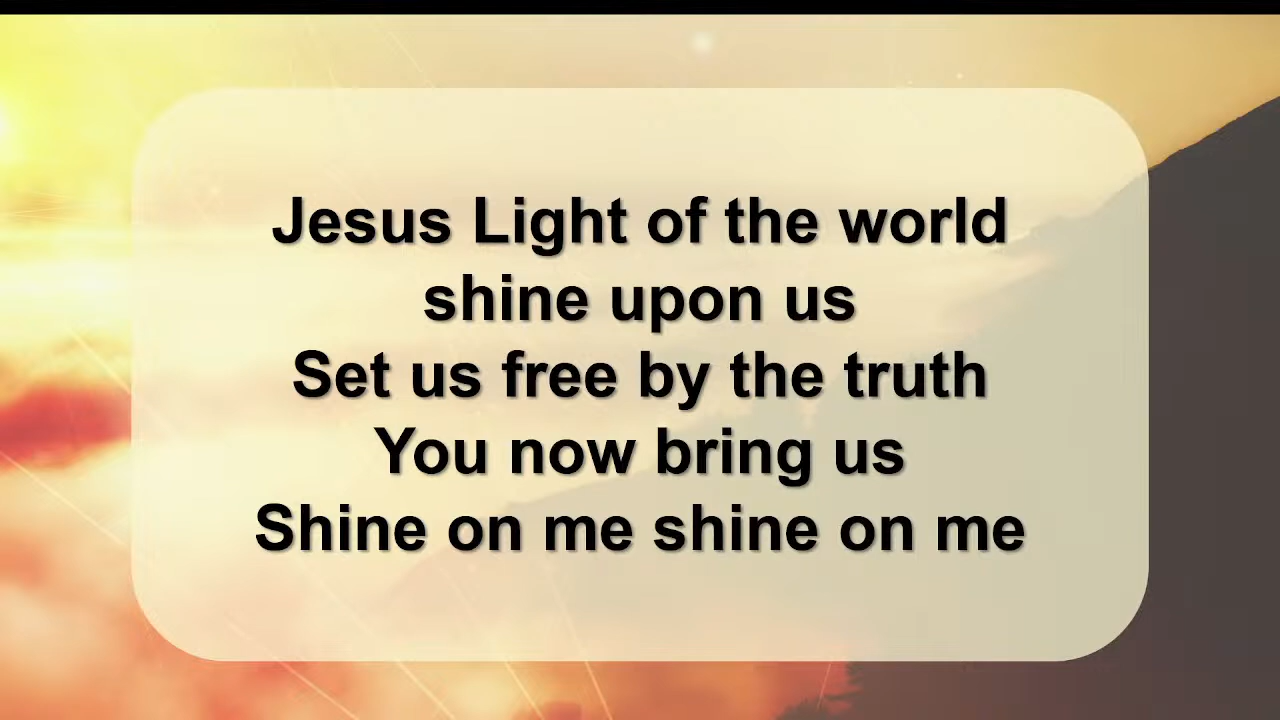 Jesus Light of the world
shine upon us
Set us free by the truth
You now bring us
Shine on me shine on me